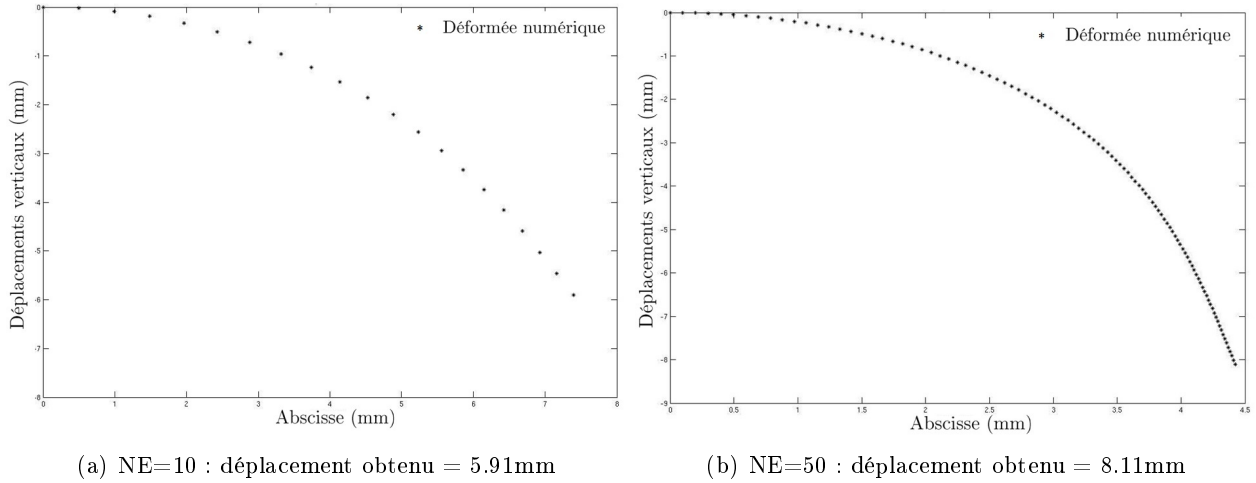 Déformée numérique
Déplacements verticaux (mm)
0
-1
-2
-3
-4
-5
-6
-7
-8
0 1 2 3 4 5 6 7 8
Abscisse (mm)
(a) NE=10 : déplacement obtenu = 5.91mm
Déformée numérique
Déplacements verticaux (mm)
0
-1
-2
-3
-4
-5
-6
-7
-8
-9
0 0.5 1 1.5 2 2.5 3 3.5 4 4.5
Abscisse (mm)
(b) NE=50 : déplacement obtenu = 8.11mm